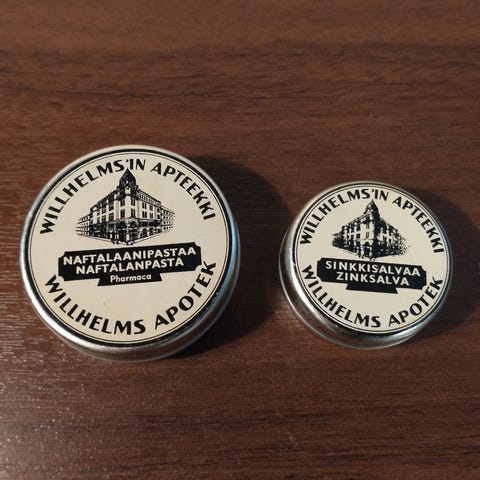 WILLHELMS'IN APTEEKKI
NAFTALAANIPASTAA
NAFTALANPASTA
Pharmaca
WILLHELMS APOTEK
WILLHELMS'IN APTEEKKI
SINKKISALVAA
ZINKSALVA
WILLHELMS APOTEK